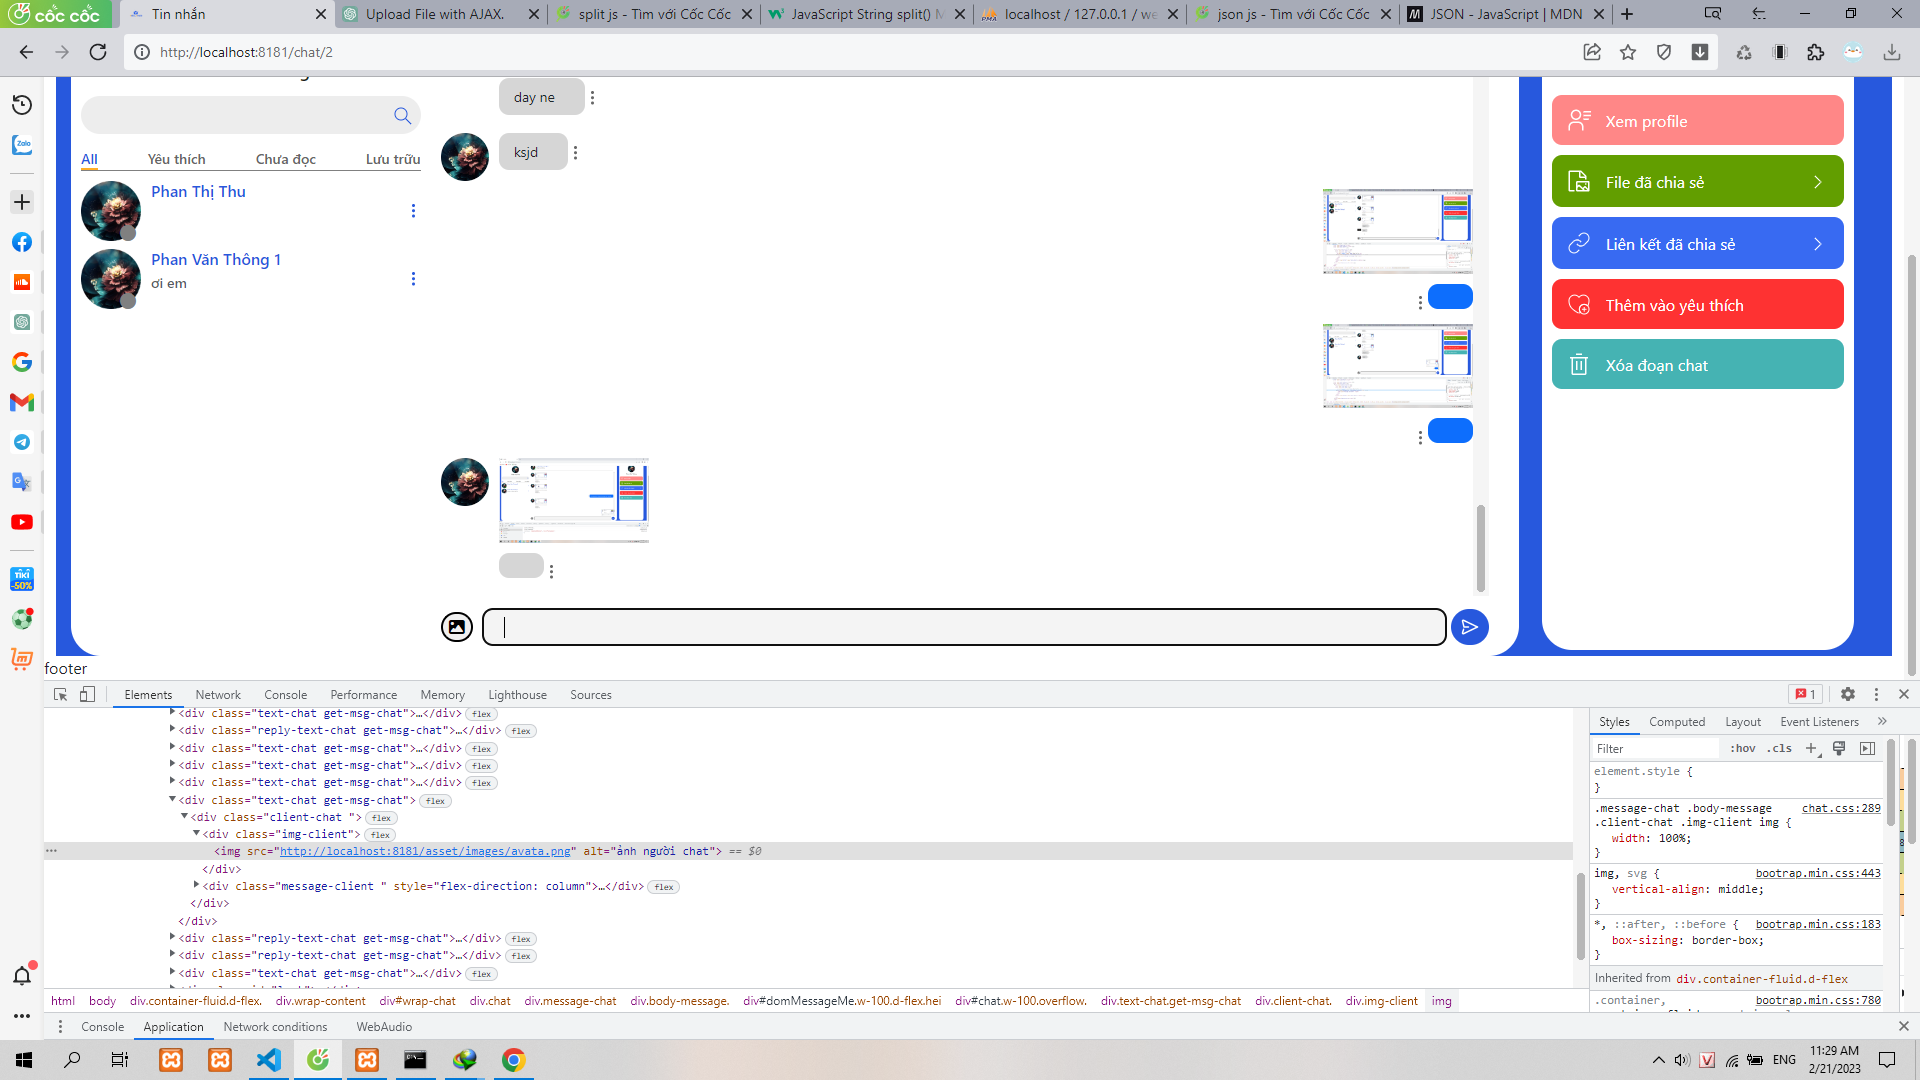 cốc cốc
Tin nhắn
Upload File with AJAX.
split js - Tìm với Cốc Cốc
JavaScript String split() M
localhost / 127.0.0.1 / we
json js - Tìm với Cốc Cốc
JSON - JavaScript | MDN
http://localhost:8181/chat/2
day ne
ksjd
All
Yêu thích
Chưa đọc
Lưu trữu
Phan Thị Thu
Phan Văn Thông 1
ơi em
Xem profile
File đã chia sẻ
Liên kết đã chia sẻ
Thêm vào yêu thích
Xóa đoạn chat
Zalo
TIKI
-50%
footer
Elements
Network
Console
Performance
Memory
Lighthouse
Sources
1
<div class="text-chat get-msg-chat">…</div> flex
<div class="reply-text-chat get-msg-chat">…</div> flex
<div class="text-chat get-msg-chat">…</div> flex
<div class="text-chat get-msg-chat">…</div> flex
<div class="text-chat get-msg-chat">…</div> flex
<div class="text-chat get-msg-chat"> flex
<div class="client-chat "> flex
<div class="img-client"> flex
<img src="http://localhost:8181/asset/images/avata.png" alt="ảnh người chat"> == $0
</div>
<div class="message-client " style="flex-direction: column">…</div> flex
</div>
</div>
<div class="reply-text-chat get-msg-chat">…</div> flex
<div class="reply-text-chat get-msg-chat">…</div> flex
<div class="text-chat get-msg-chat">…</div> flex
html
body
div.container-fluid.d-flex.
div.wrap-content
div#wrap-chat
div.chat
div.message-chat
div.body-message.
div#domMessageMe.w-100.d-flex.hei
div#chat.w-100.overflow.
div.text-chat.get-msg-chat
div.client-chat.
div.img-client
img
Styles
Computed
Layout
Event Listeners
Filter
:hov .cls
element.style {
}
.message-chat .body-message chat.css:289
.client-chat .img-client img {
width: 100%;
}
img, svg { bootrap.min.css:443
vertical-align: middle;
}
*, ::after, ::before { bootrap.min.css:183
box-sizing: border-box;
}
Inherited from div.container-fluid.d-flex
.container, bootrap.min.css:780
Console
Application
Network conditions
WebAudio
ENG
11:29 AM
2/21/2023